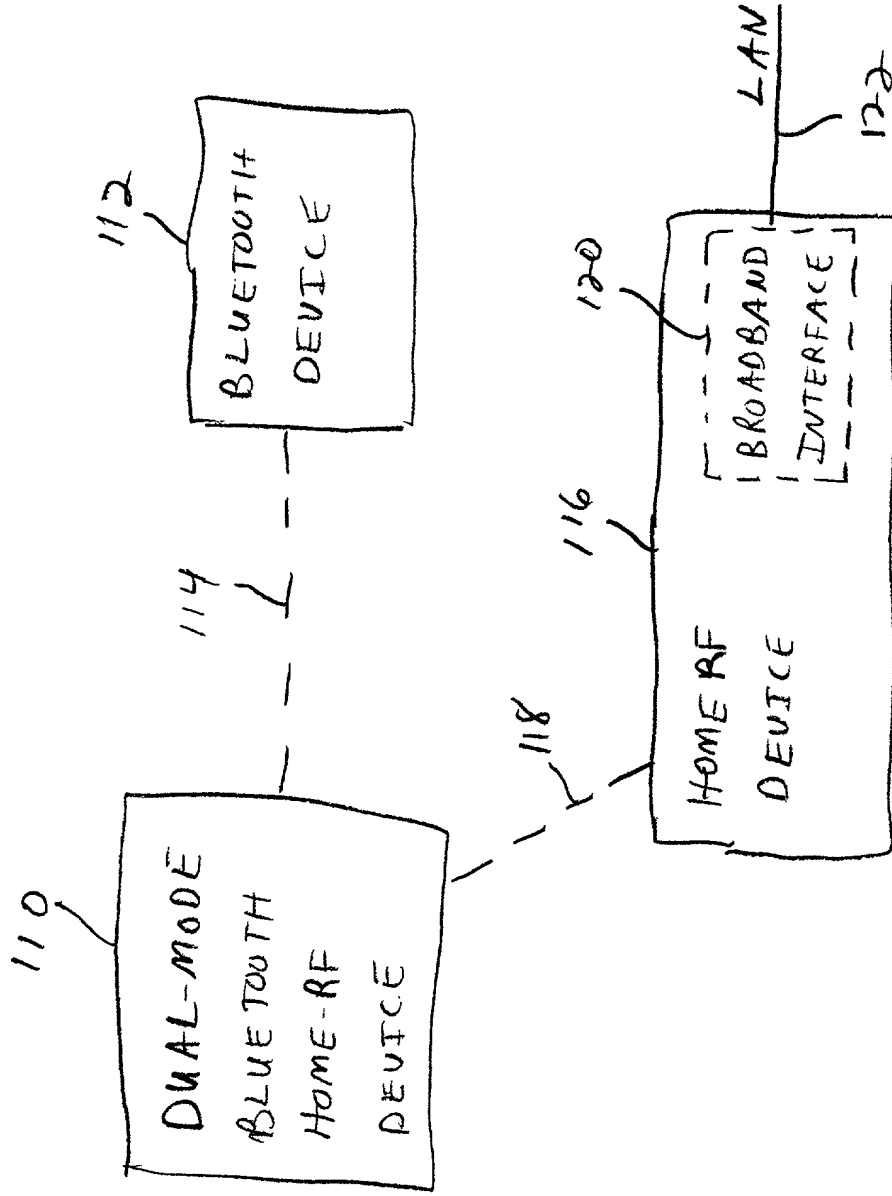 110
DUAL-MODE
BLUETOOTH
HOME-RF
DEVICE
114
112
BLUETOOTH
DEVICE
118
116
HOME RF
DEVICE
120
BROADBAND
INTERFACE
LAN
122